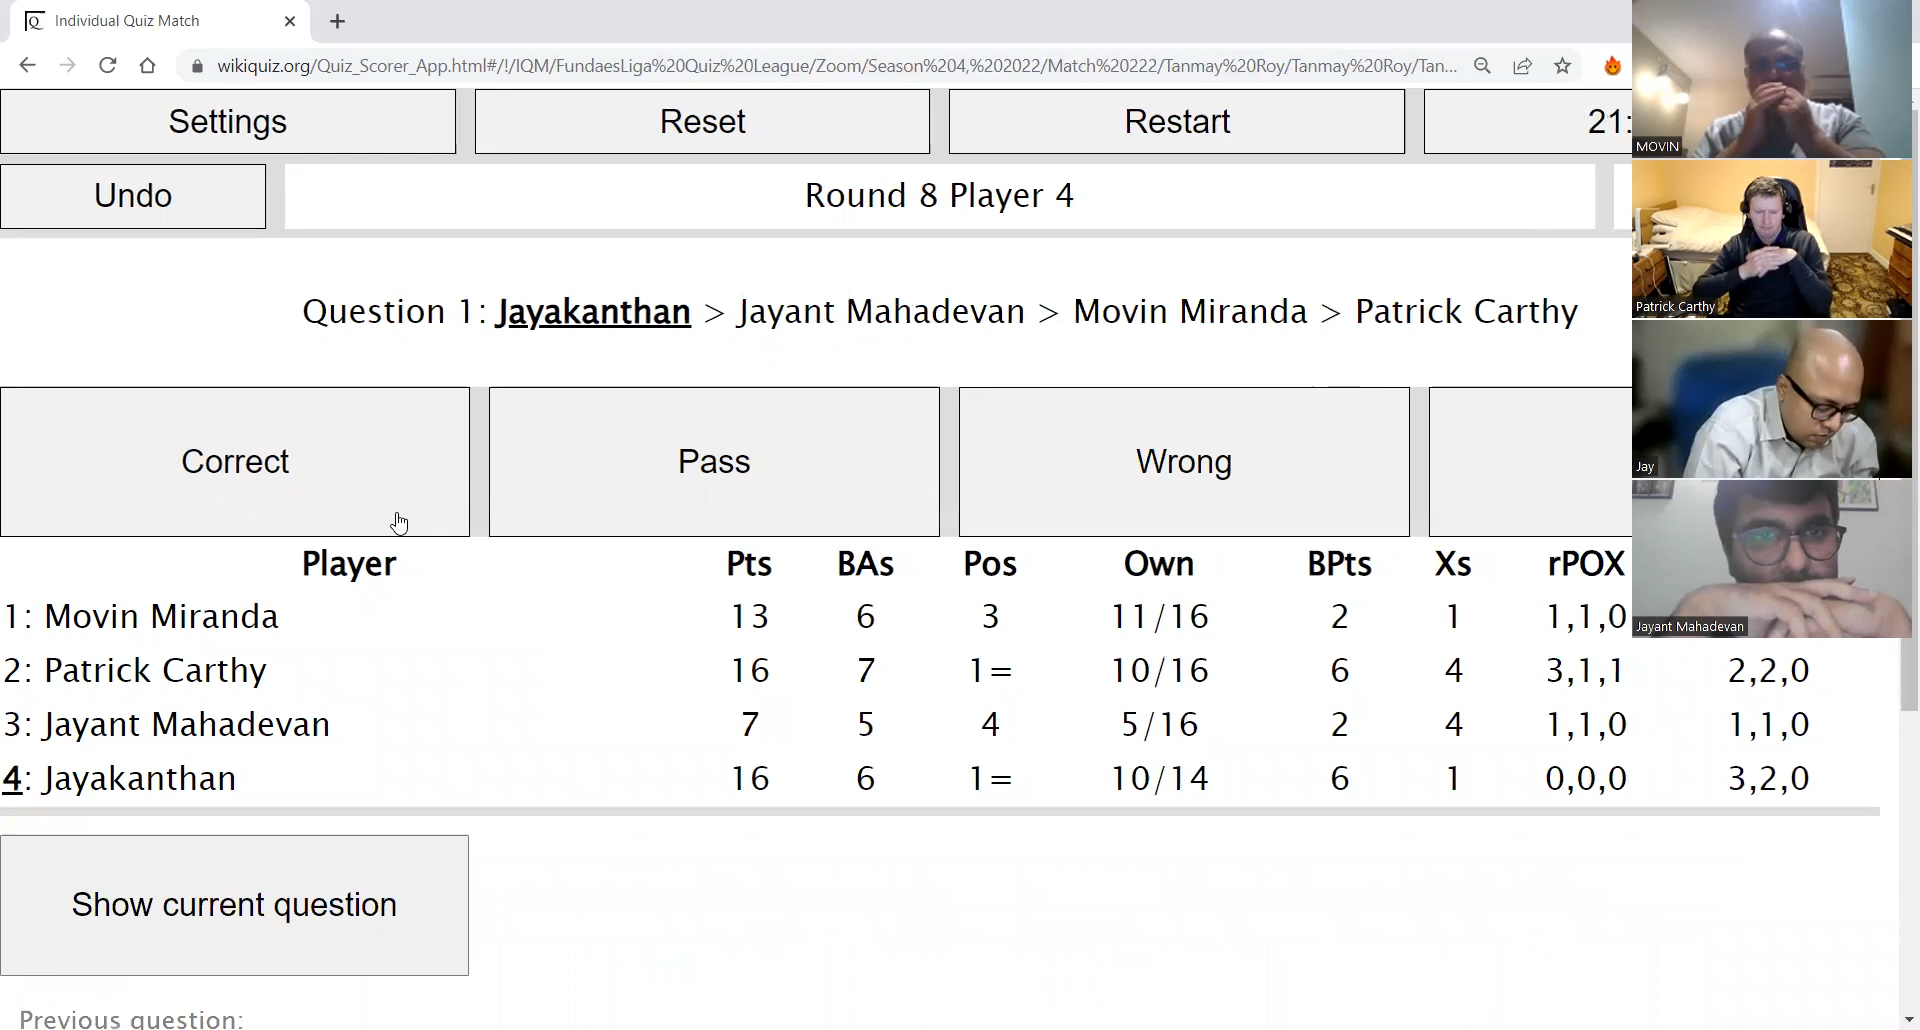 Individual Quiz Match
wikiquiz.org/Quiz_Scorer_App.html#/!/IQM/FundaesLiga%20Quiz%20League/Zoom/Season%204,%202022/Match%20222/Tanmay%20Roy/Tanmay%20Roy/Tan...
Settings Reset Restart 21:
Undo Round 8 Player 4
Question 1: Jayakanthan > Jayant Mahadevan > Movin Miranda > Patrick Carthy
Correct Pass Wrong
Player Pts BAs Pos Own BPts Xs rPOX
1: Movin Miranda 13 6 3 11/16 2 1 1,1,0
2: Patrick Carthy 16 7 1= 10/16 6 4 3,1,1 2,2,0
3: Jayant Mahadevan 7 5 4 5/16 2 4 1,1,0 1,1,0
4: Jayakanthan 16 6 1= 10/14 6 1 0,0,0 3,2,0
Show current question
Previous question:
MOVIN
Patrick Carthy
Jay
Jayant Mahadevan